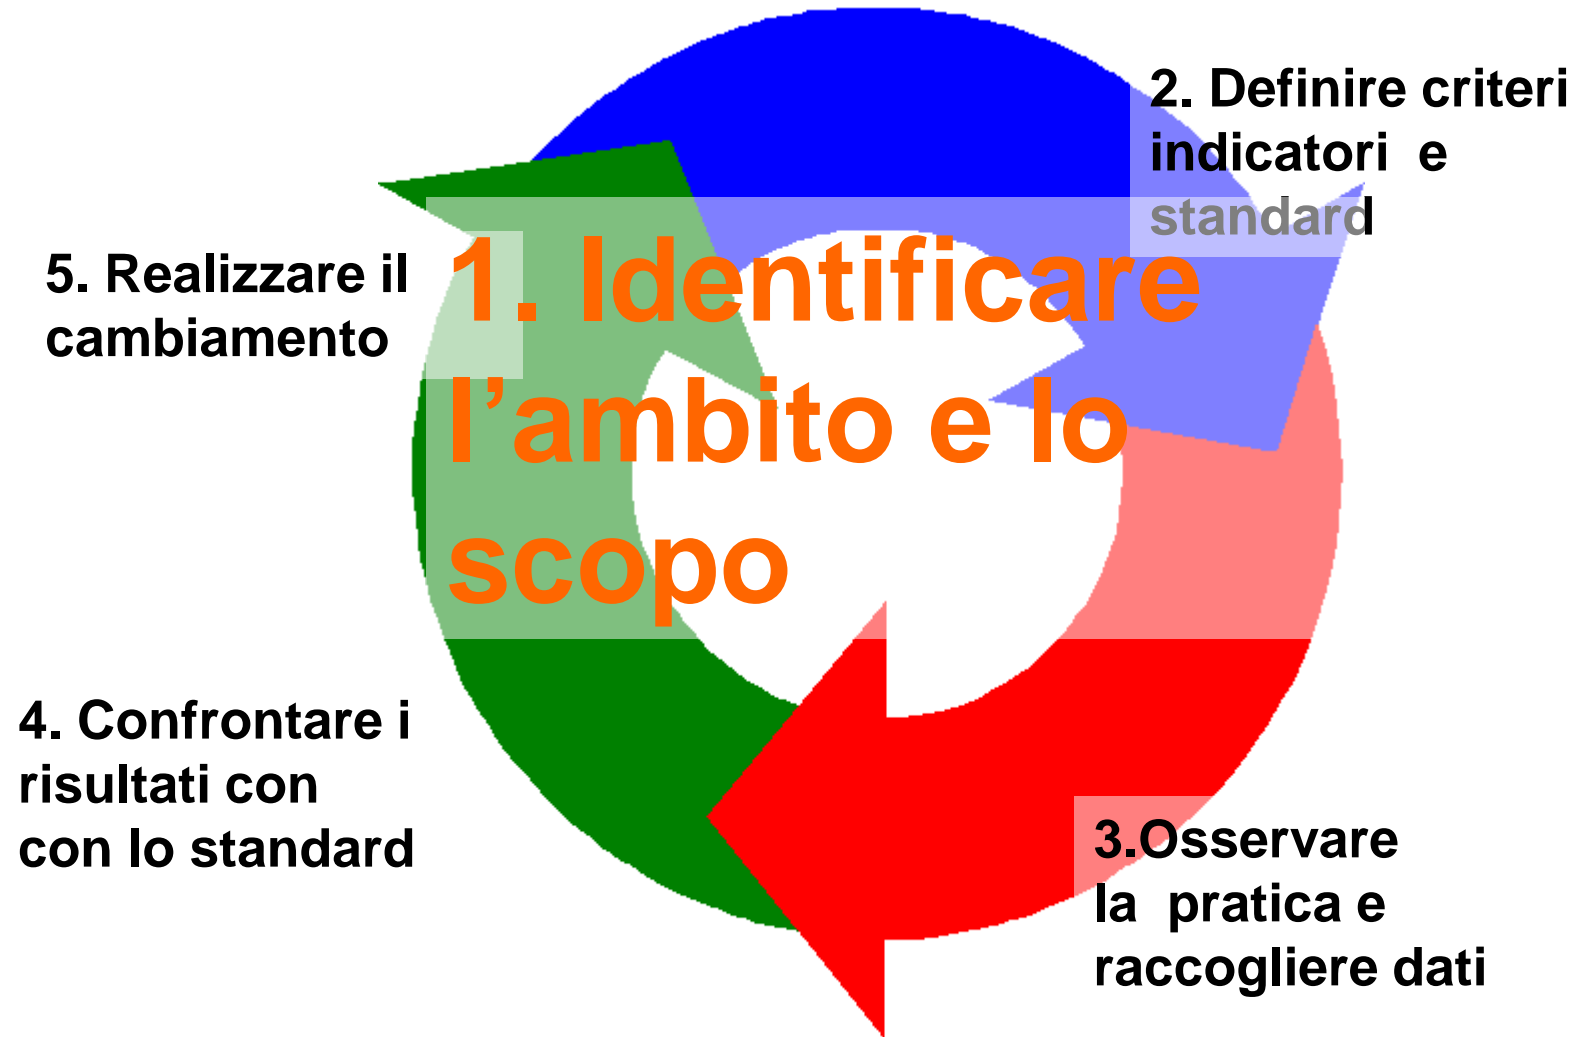 1. Identificare
l’ambito e lo
scopo
2. Definire criteri
indicatori e
standard
3.Osservare
la pratica e
raccogliere dati
4. Confrontare i
risultati con
con lo standard
5. Realizzare il
cambiamento